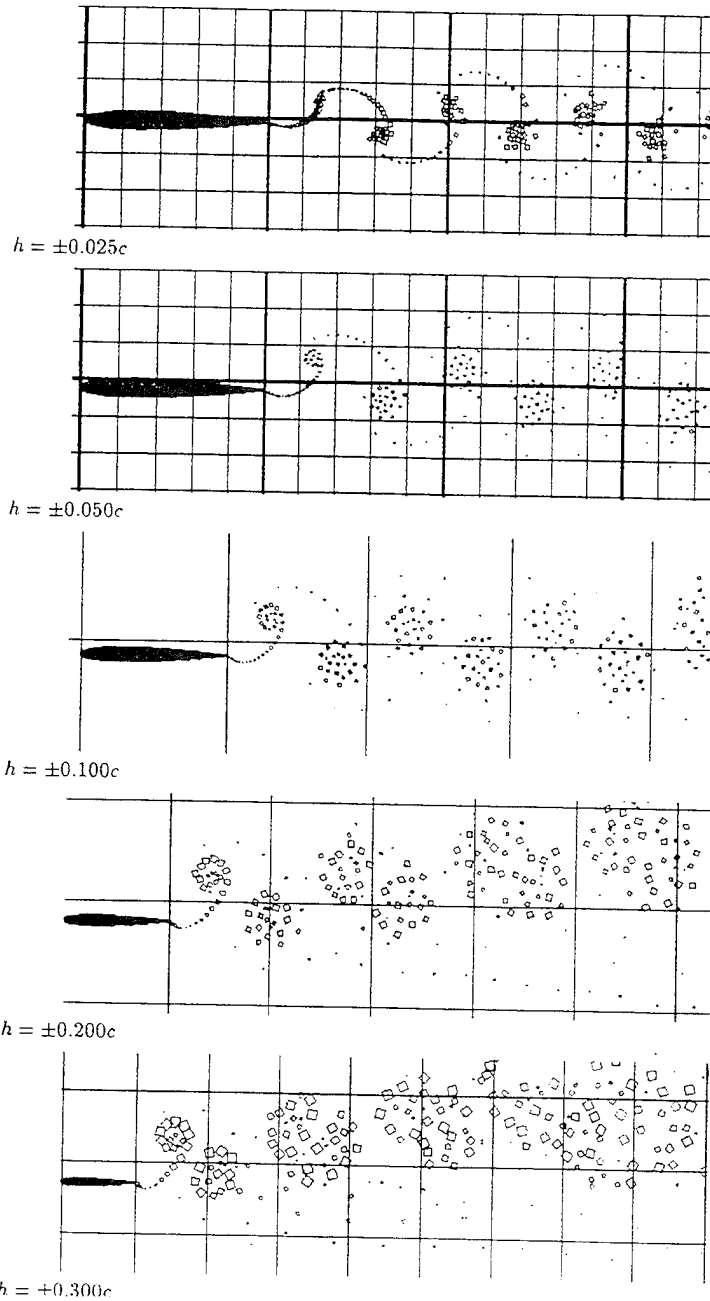 h = ±0.025c
h = ±0.050c
h = ±0.100c
h = ±0.200c
h = ±0.300c